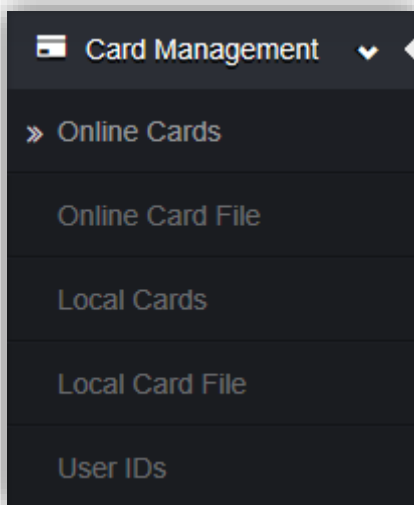 Card Management
Online Cards
Online Card File
Local Cards
Local Card File
User IDs